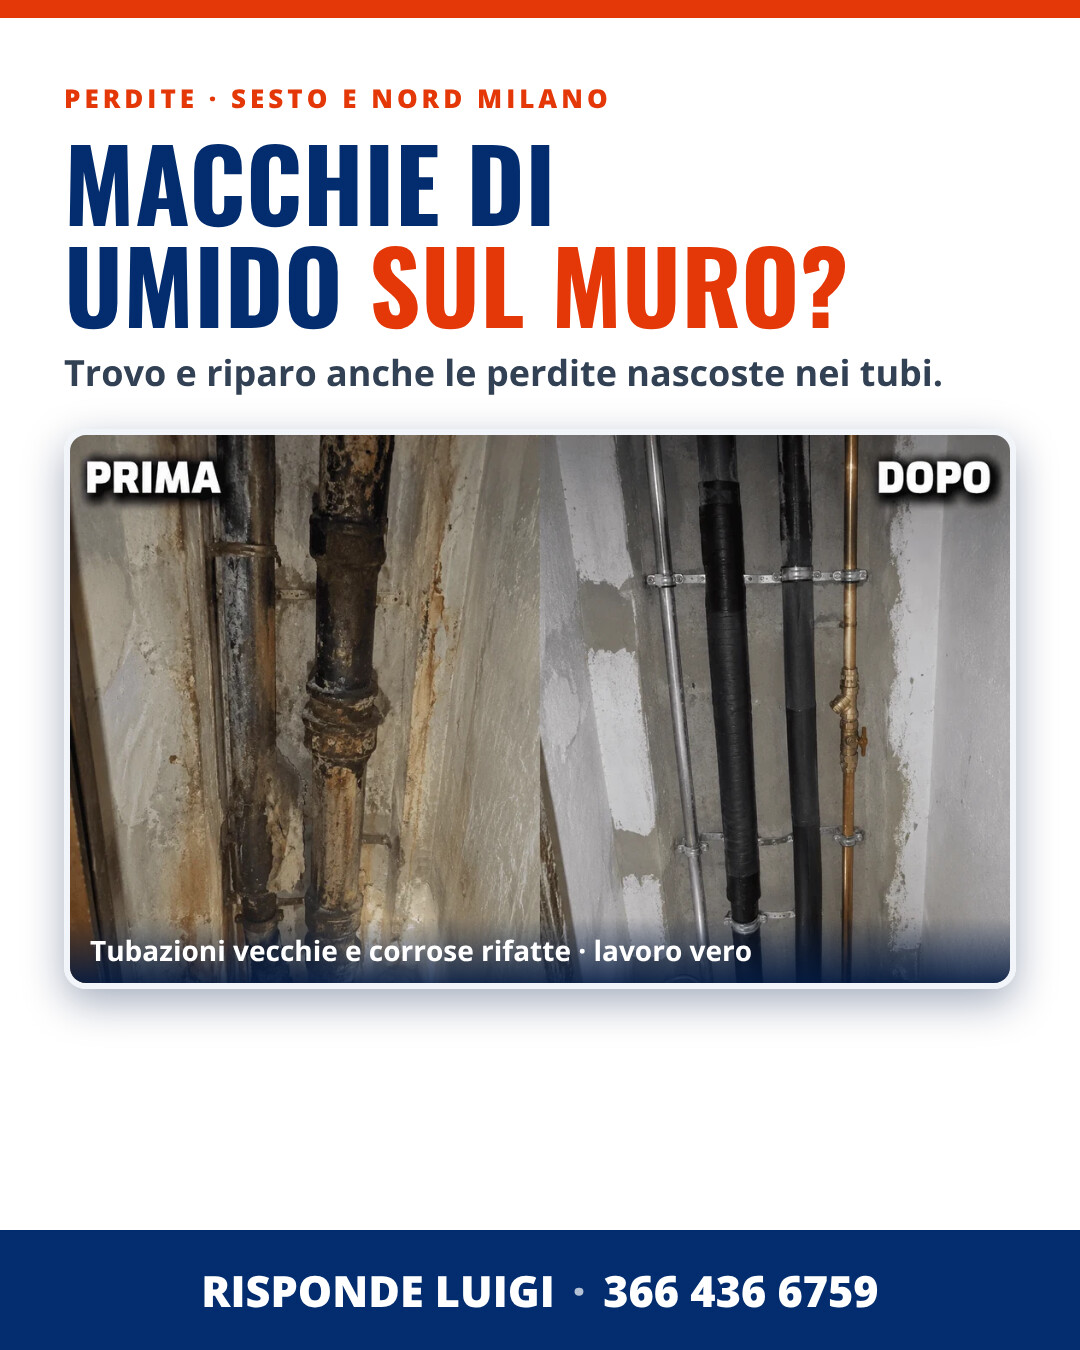 PERDITE · SESTO E NORD MILANO
MACCHIE DI
UMIDO SUL MURO?
Trovo e riparo anche le perdite nascoste nei tubi.
PRIMA
DOPO
Tubazioni vecchie e corrose rifatte · lavoro vero
RISPONDE LUIGI · 366 436 6759